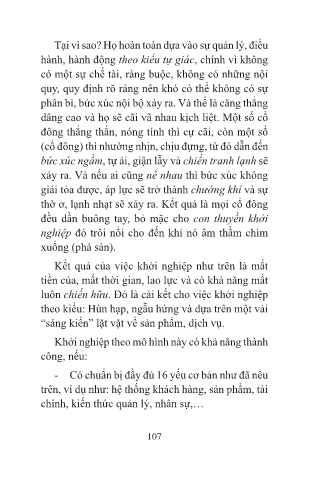 Tại vì sao? Họ hoàn toàn dựa vào sự quản lý, điều
hành, hành động theo kiểu tự giác, chính vì không
có một sự chế tài, ràng buộc, không có những nội
quy, quy định rõ ràng nên khó có thể không có sự
phân bì, bức xúc nội bộ xảy ra. Và thế là căng thẳng
dâng cao và họ sẽ cãi vã nhau kịch liệt. Một số cổ
đông thẳng thắn, nóng tính thì cự cãi, còn một số
(cổ đông) thì nhường nhịn, chịu đựng, từ đó dẫn đến
bức xúc ngầm, tự ái, giận lẫy và chiến tranh lạnh sẽ
xảy ra. Và nếu ai cũng nể nhau thì bức xúc không
giải tỏa được, áp lực sẽ trở thành chướng khí và sự
thờ ơ, lạnh nhạt sẽ xảy ra. Kết quả là mọi cổ đông
đều dần buông tay, bỏ mặc cho con thuyền khởi
nghiệp đó trôi nổi cho đến khi nó âm thầm chìm
xuống (phá sản).
Kết quả của việc khởi nghiệp như trên là mất
tiền của, mất thời gian, lao lực và có khả năng mất
luôn chiến hữu. Đó là cái kết cho việc khởi nghiệp
theo kiểu: Hùn hạp, ngẫu hứng và dựa trên một vài
“sáng kiến” lặt vặt về sản phẩm, dịch vụ.
Khởi nghiệp theo mô hình này có khả năng thành
công, nếu:
- Có chuẩn bị đầy đủ 16 yếu cơ bản như đã nêu
trên, ví dụ như: hệ thống khách hàng, sản phẩm, tài
chính, kiến thức quản lý, nhân sự,…
107